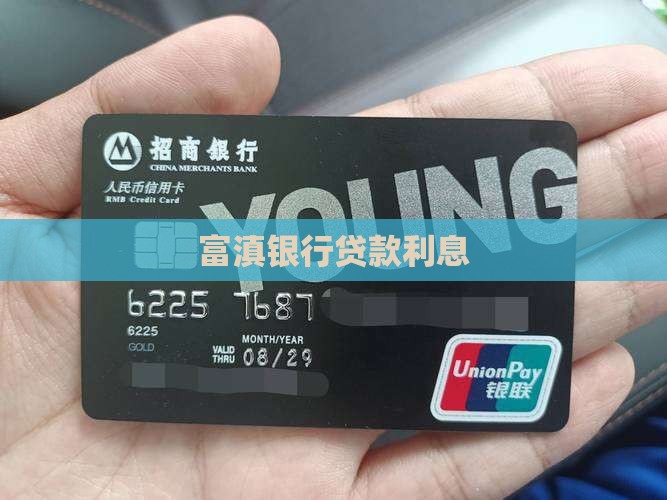 招商银行
CHINA MERCHANTS BANK
人民币信用卡
RMB Credit Card
YOUNG
富滇银行贷款利息
6225 7687
6225
GOLD
MONTH/YEAR
VALID THRU 08/29
UnionPay
银联